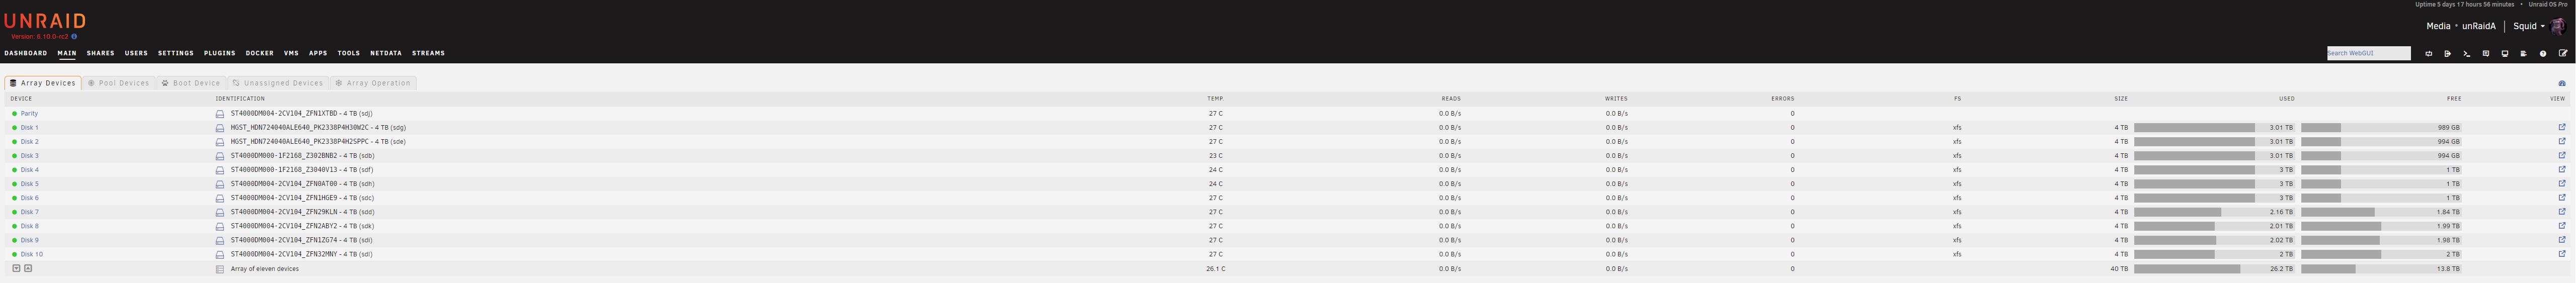 Uptime 5 days 17 hours 56 minutes • Unraid OS Pro
UNRAID
Version: 6.10.0-rc2
Media • unRaidA | Squid
DASHBOARD MAIN SHARES USERS SETTINGS PLUGINS DOCKER VMS APPS TOOLS NETDATA STREAMS
Search WebGUI
Array Devices Pool Devices Boot Device Unassigned Devices Array Operation
DEVICE IDENTIFICATION TEMP. READS WRITES ERRORS FS SIZE USED FREE VIEW
Parity ST4000DM004-2CV104_ZFN1XTBD - 4 TB (sdj) 27 C 0.0 B/s 0.0 B/s 0
Disk 1 HGST_HDN724040ALE640_PK2338P4H30W2C - 4 TB (sdg) 27 C 0.0 B/s 0.0 B/s 0 xfs 4 TB 3.01 TB 989 GB
Disk 2 HGST_HDN724040ALE640_PK2338P4H2SPPC - 4 TB (sde) 27 C 0.0 B/s 0.0 B/s 0 xfs 4 TB 3.01 TB 994 GB
Disk 3 ST4000DM000-1F2168_Z302BNB2 - 4 TB (sdb) 23 C 0.0 B/s 0.0 B/s 0 xfs 4 TB 3.01 TB 994 GB
Disk 4 ST4000DM000-1F2168_Z3040V13 - 4 TB (sdf) 24 C 0.0 B/s 0.0 B/s 0 xfs 4 TB 3 TB 1 TB
Disk 5 ST4000DM004-2CV104_ZFN0AT00 - 4 TB (sdh) 24 C 0.0 B/s 0.0 B/s 0 xfs 4 TB 3 TB 1 TB
Disk 6 ST4000DM004-2CV104_ZFN1HGE9 - 4 TB (sdc) 27 C 0.0 B/s 0.0 B/s 0 xfs 4 TB 3 TB 1 TB
Disk 7 ST4000DM004-2CV104_ZFN29KLN - 4 TB (sdd) 27 C 0.0 B/s 0.0 B/s 0 xfs 4 TB 2.16 TB 1.84 TB
Disk 8 ST4000DM004-2CV104_ZFN2ABY2 - 4 TB (sdk) 27 C 0.0 B/s 0.0 B/s 0 xfs 4 TB 2.01 TB 1.99 TB
Disk 9 ST4000DM004-2CV104_ZFN1ZG74 - 4 TB (sdi) 27 C 0.0 B/s 0.0 B/s 0 xfs 4 TB 2.02 TB 1.98 TB
Disk 10 ST4000DM004-2CV104_ZFN32MNY - 4 TB (sdl) 27 C 0.0 B/s 0.0 B/s 0 xfs 4 TB 2 TB 2 TB
Array of eleven devices 26.1 C 0.0 B/s 0.0 B/s 0 40 TB 26.2 TB 13.8 TB